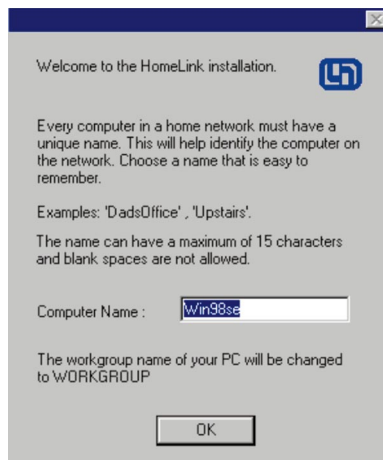 Welcome to the HomeLink installation.
Every computer in a home network must have a
unique name. This will help identify the computer on
the network. Choose a name that is easy to
remember.
Examples: 'DadsOffice' , 'Upstairs'.
The name can have a maximum of 15 characters
and blank spaces are not allowed.
Computer Name : Win98se
The workgroup name of your PC will be changed
to WORKGROUP
OK